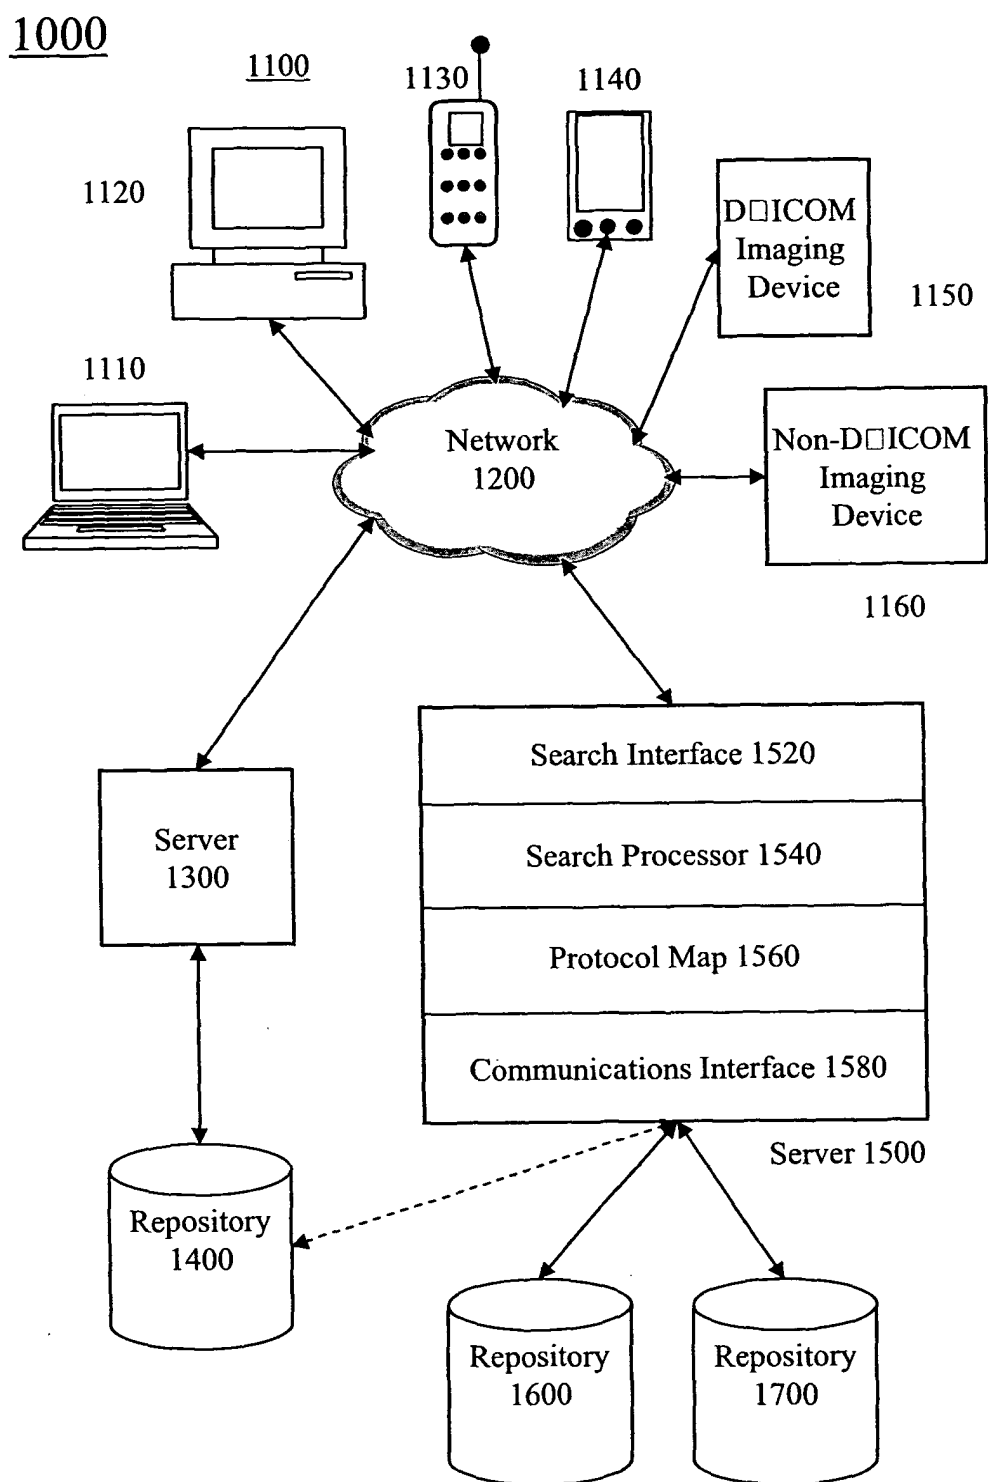 1000
1100
1130
1140
1120
D□ICOM
Imaging
Device
1150
1110
Network
1200
Non-D□ICOM
Imaging
Device
1160
Search Interface 1520
Server
1300
Search Processor 1540
Protocol Map 1560
Communications Interface 1580
Server 1500
Repository
1400
Repository
1600
Repository
1700